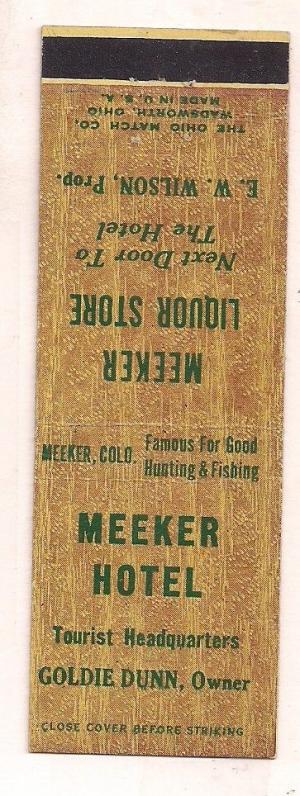 THE OHIO MATCH CO.
WADSWORTH, OHIO
MADE IN U. S. A.
MEEKER
LIQUOR STORE
Next Door To
The Hotel
E. W. WILSON, Prop.
MEEKER, COLO. Famous For Good
Hunting & Fishing
MEEKER
HOTEL
Tourist Headquarters
GOLDIE DUNN, Owner
CLOSE COVER BEFORE STRIKING